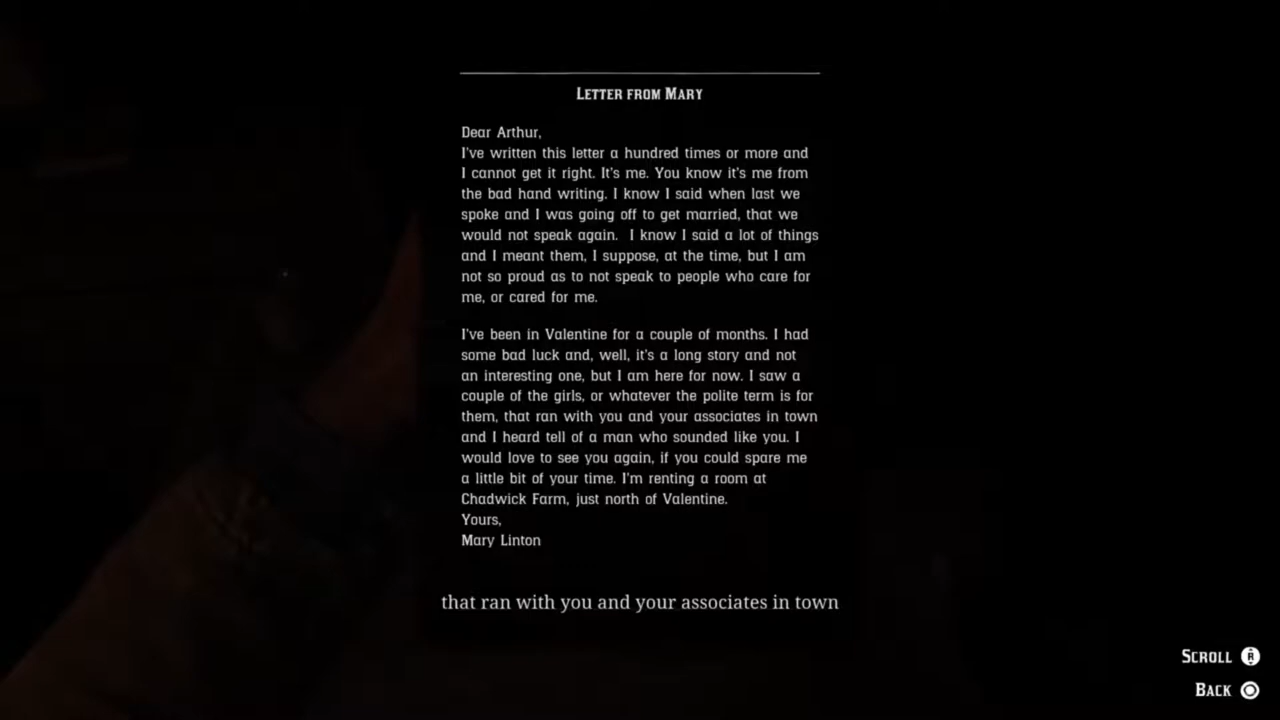 Letter from Mary
Dear Arthur,
I've written this letter a hundred times or more and
I cannot get it right. It's me. You know it's me from
the bad hand writing. I know I said when last we
spoke and I was going off to get married, that we
would not speak again.  I know I said a lot of things
and I meant them, I suppose, at the time, but I am
not so proud as to not speak to people who care for
me, or cared for me.
I've been in Valentine for a couple of months. I had
some bad luck and, well, it's a long story and not
an interesting one, but I am here for now. I saw a
couple of the girls, or whatever the polite term is for
them, that ran with you and your associates in town
and I heard tell of a man who sounded like you. I
would love to see you again, if you could spare me
a little bit of your time. I'm renting a room at
Chadwick Farm, just north of Valentine.
Yours,
Mary Linton
that ran with you and your associates in town
Scroll R
Back